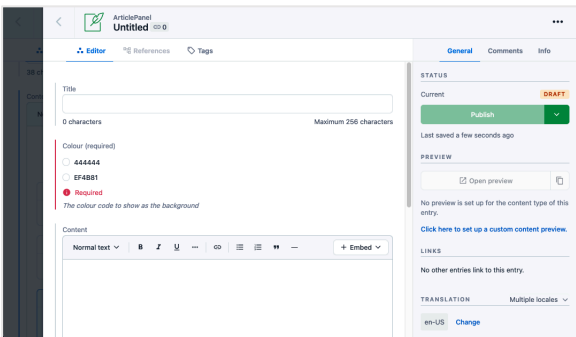 ArticlePanel
Untitled 0
Editor References Tags
General Comments Info
Title
0 characters Maximum 256 characters
Colour (required)
444444
EF4B81
Required
The colour code to show as the background
Content
Normal text B I U + Embed
STATUS
Current DRAFT
Publish
Last saved a few seconds ago
PREVIEW
Open preview
No preview is set up for the content type of this
entry.
Click here to set up a custom content preview.
LINKS
No other entries link to this entry.
TRANSLATION Multiple locales
en-US Change